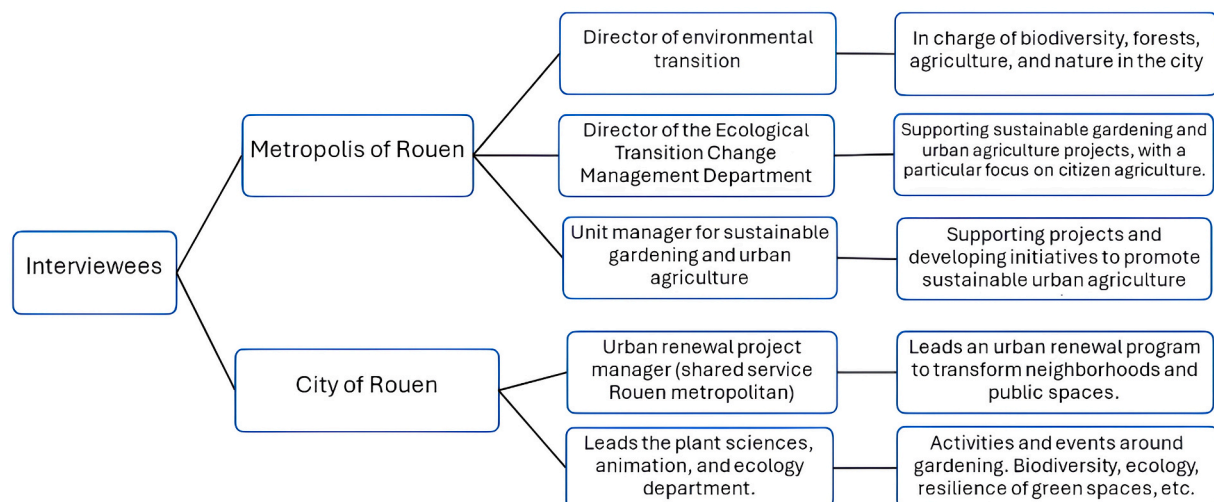 Interviewees
Metropolis of Rouen
Director of environmental
transition
In charge of biodiversity, forests,
agriculture, and nature in the city
Director of the Ecological
Transition Change
Management Department
Supporting sustainable gardening and
urban agriculture projects, with a
particular focus on citizen agriculture.
Unit manager for sustainable
gardening and urban
agriculture
Supporting projects and
developing initiatives to promote
sustainable urban agriculture
City of Rouen
Urban renewal project
manager (shared service
Rouen metropolitan)
Leads an urban renewal program
to transform neighborhoods and
public spaces.
Leads the plant sciences,
animation, and ecology
department.
Activities and events around
gardening. Biodiversity, ecology,
resilience of green spaces, etc.